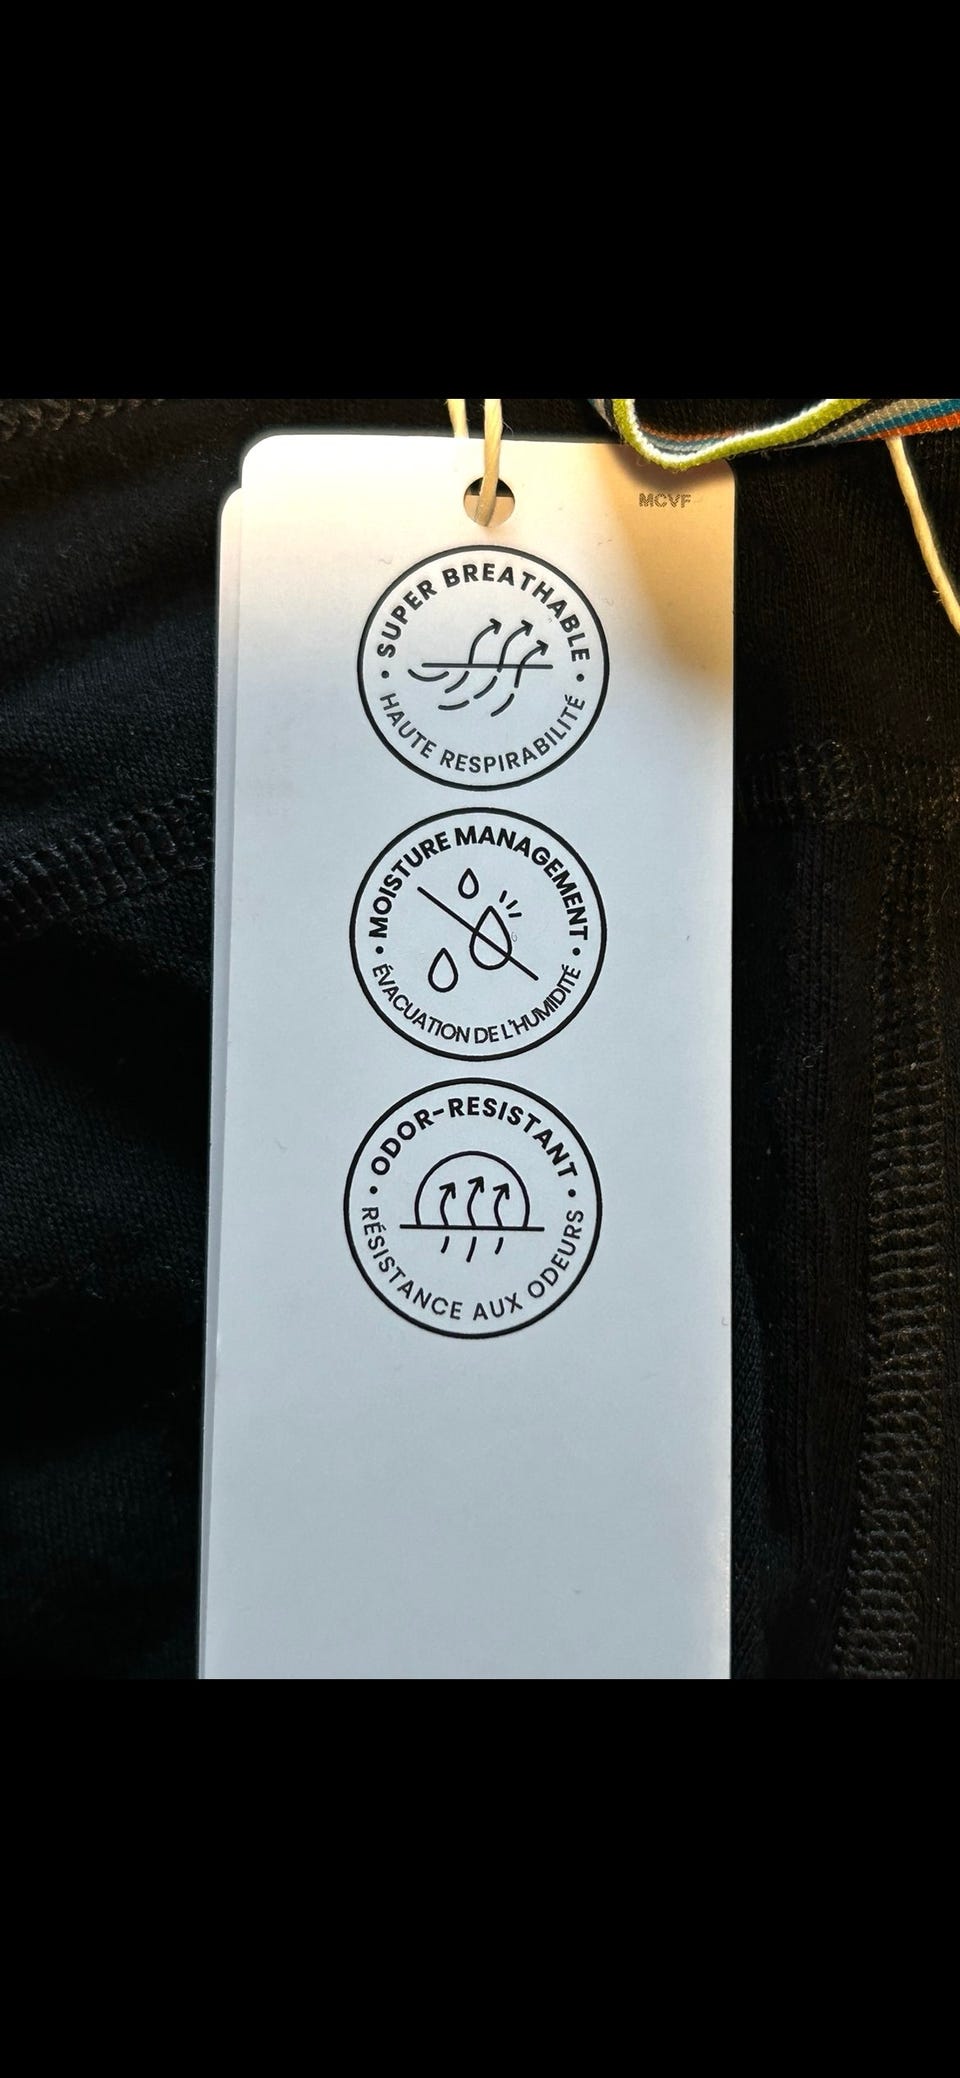 MCVF
SUPER BREATHABLE
HAUTE RESPIRABILITÉ
MOISTURE MANAGEMENT
ÉVACUATION DE L'HUMIDITÉ
ODOR-RESISTANT
RÉSISTANCE AUX ODEURS